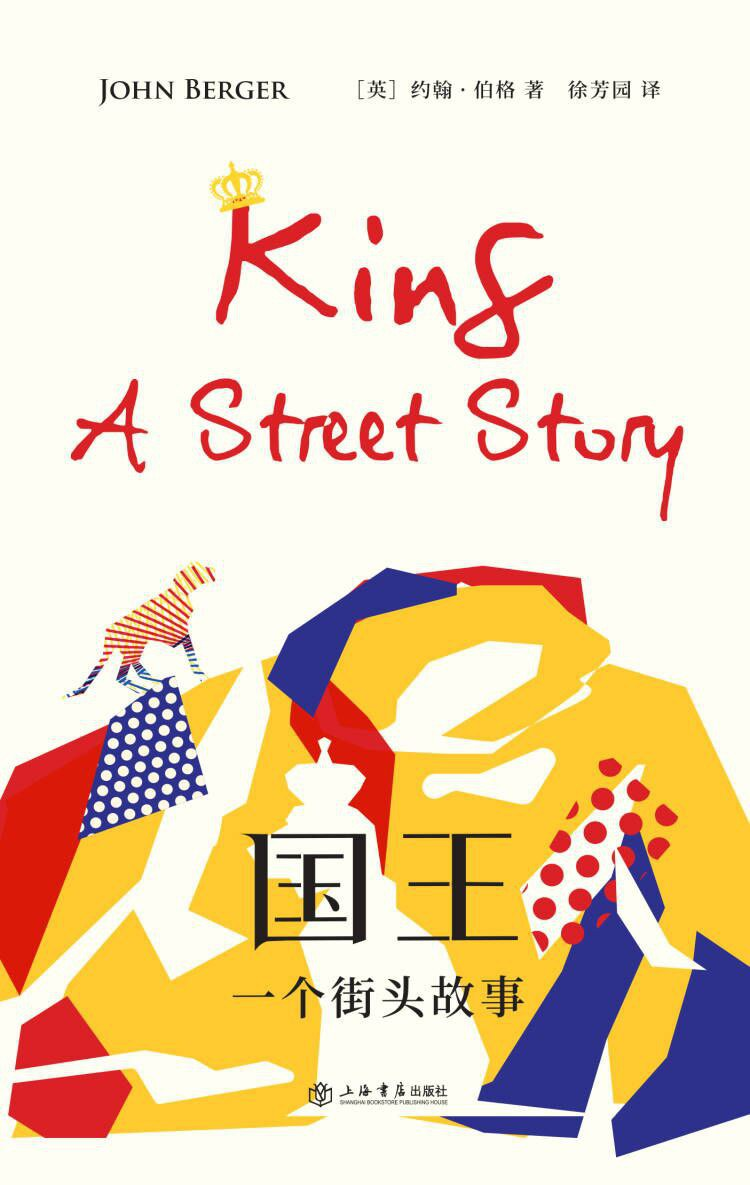 JOHN BERGER ［英］约翰·伯格 著 徐芳园 译
King
A Street Story
国王
一个街头故事
上海書店出版社
SHANGHAI BOOKSTORE PUBLISHING HOUSE